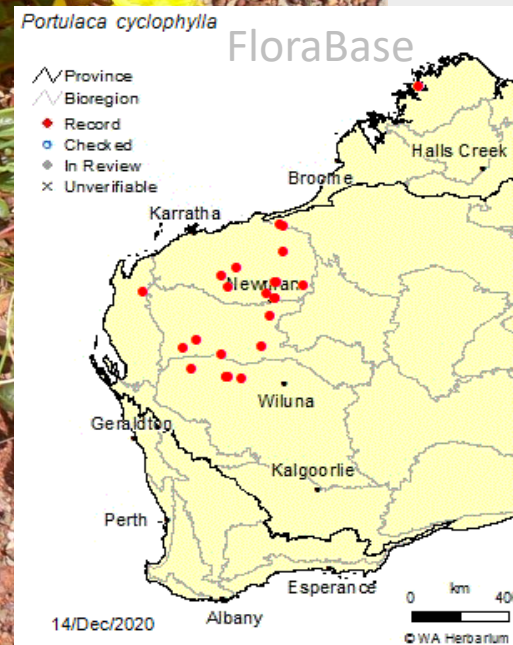 Portulaca cyclophylla
FloraBase
Province
Bioregion
Record
Checked
In Review
Unverifiable
Halls Creek
Broome
Karratha
Newman
Wiluna
Geraldton
Kalgoorlie
Perth
Esperance
Albany
0 km 40
14/Dec/2020
© WA Herbarium